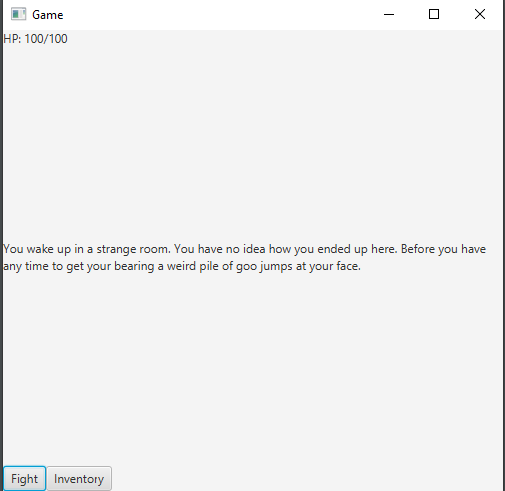 Game
HP: 100/100
You wake up in a strange room. You have no idea how you ended up here. Before you have
any time to get your bearing a weird pile of goo jumps at your face.
Fight Inventory